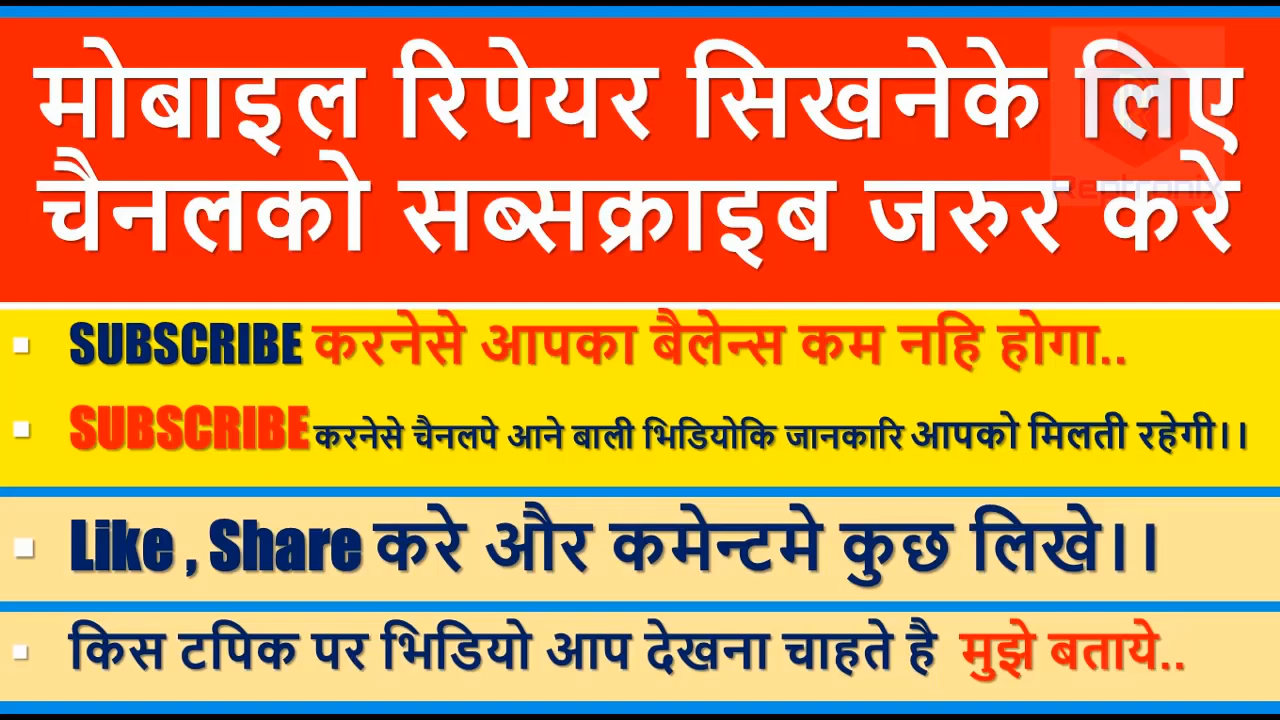 मोबाइल रिपेयर सिखनेके लिए
चैनलको सब्सक्राइब जरुर करे
Rentronix
SUBSCRIBE करनेसे आपका बैलेन्स कम नहि होगा..
SUBSCRIBE करनेसे चैनलपे आने बाली भिडियोकि जानकारि आपको मिलती रहेगी।।
Like , Share करे और कमेन्टमे कुछ लिखे।।
किस टपिक पर भिडियो आप देखना चाहते है मुझे बताये..